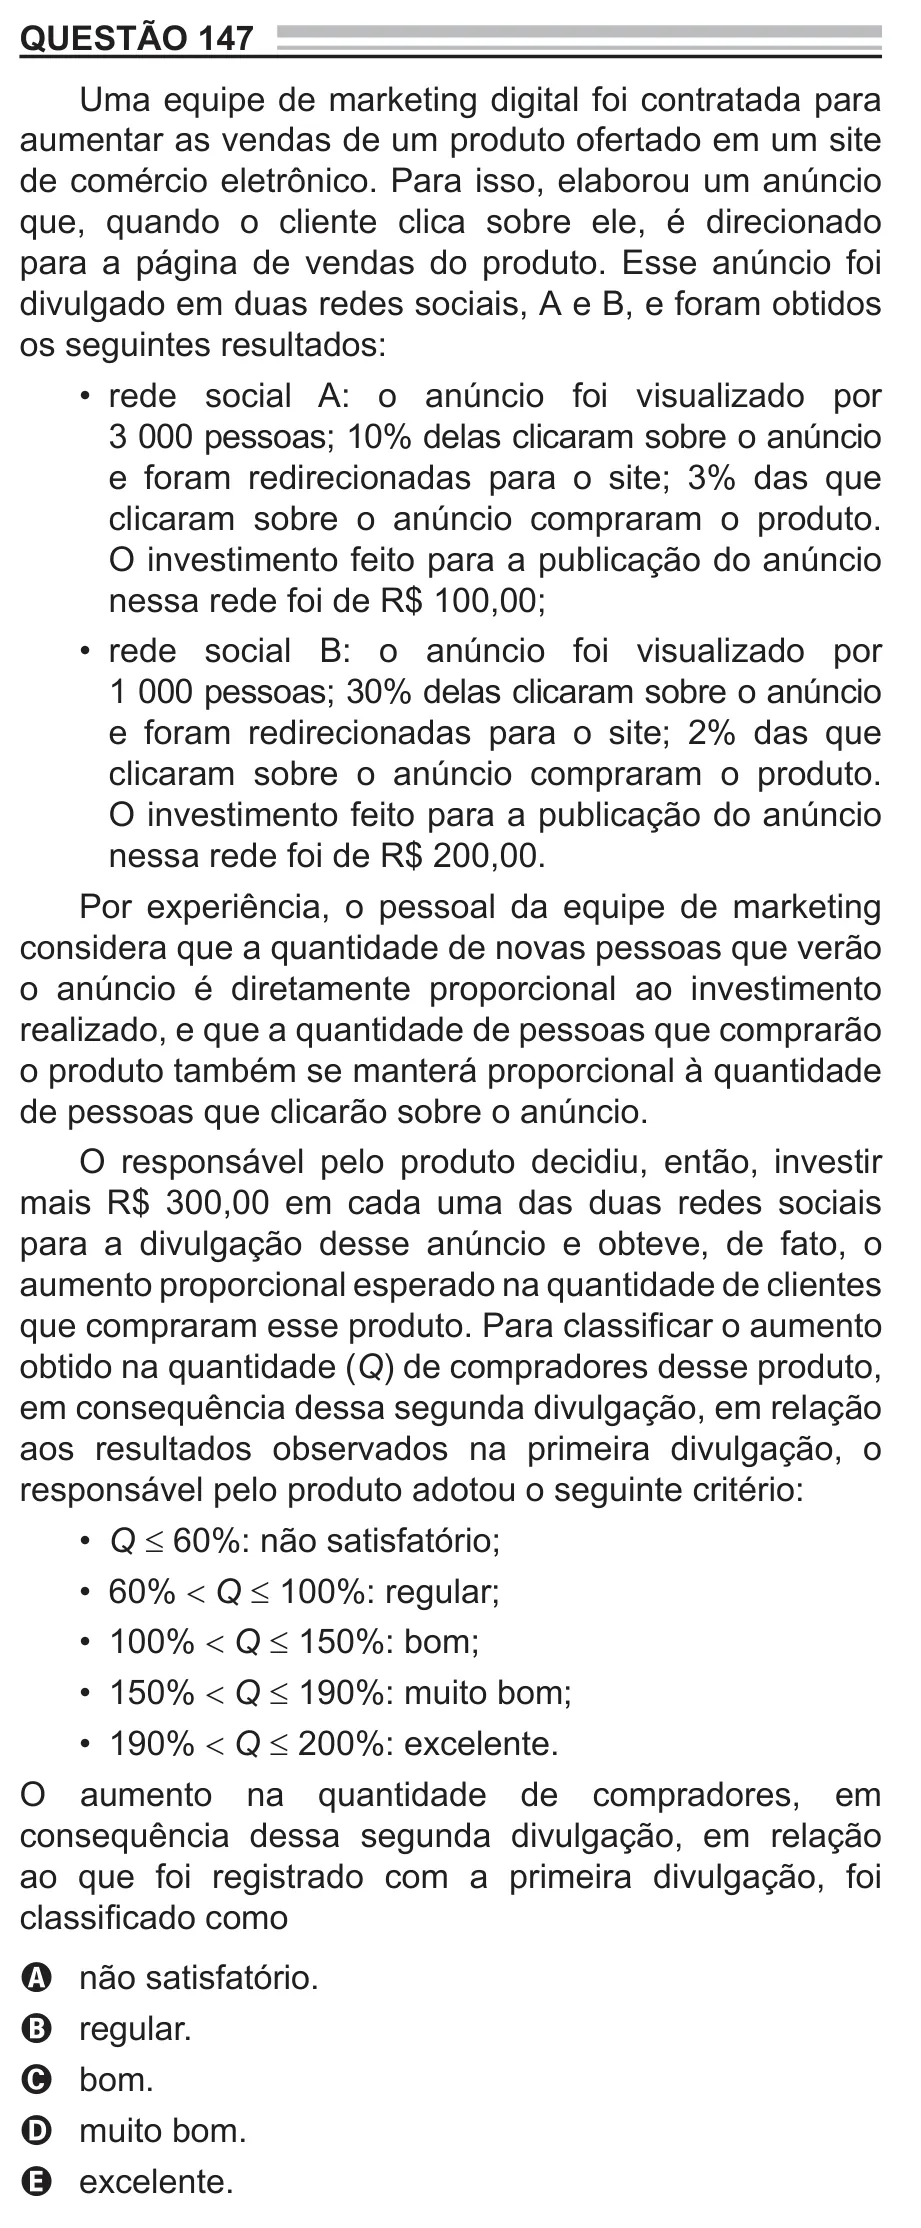 QUESTÃO 147
Uma equipe de marketing digital foi contratada para
aumentar as vendas de um produto ofertado em um site
de comércio eletrônico. Para isso, elaborou um anúncio
que, quando o cliente clica sobre ele, é direcionado
para a página de vendas do produto. Esse anúncio foi
divulgado em duas redes sociais, A e B, e foram obtidos
os seguintes resultados:
• rede social A: o anúncio foi visualizado por
3 000 pessoas; 10% delas clicaram sobre o anúncio
e foram redirecionadas para o site; 3% das que
clicaram sobre o anúncio compraram o produto.
O investimento feito para a publicação do anúncio
nessa rede foi de R$ 100,00;
• rede social B: o anúncio foi visualizado por
1 000 pessoas; 30% delas clicaram sobre o anúncio
e foram redirecionadas para o site; 2% das que
clicaram sobre o anúncio compraram o produto.
O investimento feito para a publicação do anúncio
nessa rede foi de R$ 200,00.
Por experiência, o pessoal da equipe de marketing
considera que a quantidade de novas pessoas que verão
o anúncio é diretamente proporcional ao investimento
realizado, e que a quantidade de pessoas que comprarão
o produto também se manterá proporcional à quantidade
de pessoas que clicarão sobre o anúncio.
O responsável pelo produto decidiu, então, investir
mais R$ 300,00 em cada uma das duas redes sociais
para a divulgação desse anúncio e obteve, de fato, o
aumento proporcional esperado na quantidade de clientes
que compraram esse produto. Para classificar o aumento
obtido na quantidade (Q) de compradores desse produto,
em consequência dessa segunda divulgação, em relação
aos resultados observados na primeira divulgação, o
responsável pelo produto adotou o seguinte critério:
• Q ≤ 60%: não satisfatório;
• 60% < Q ≤ 100%: regular;
• 100% < Q ≤ 150%: bom;
• 150% < Q ≤ 190%: muito bom;
• 190% < Q ≤ 200%: excelente.
O aumento na quantidade de compradores, em
consequência dessa segunda divulgação, em relação
ao que foi registrado com a primeira divulgação, foi
classificado como
A não satisfatório.
B regular.
C bom.
D muito bom.
E excelente.